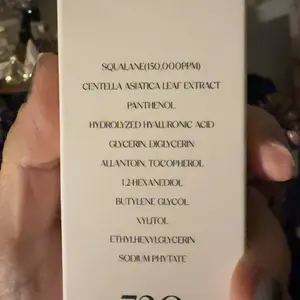 SQUALANE(150,000PPM)
CENTELLA ASIATICA LEAF EXTRACT
PANTHENOL
HYDROLYZED HYALURONIC ACID
GLYCERIN, DIGLYCERIN
ALLANTOIN, TOCOPHEROL
1,2-HEXANEDIOL
BUTYLENE GLYCOL
XYLITOL
ETHYLHEXYLGLYCERIN
SODIUM PHYTATE